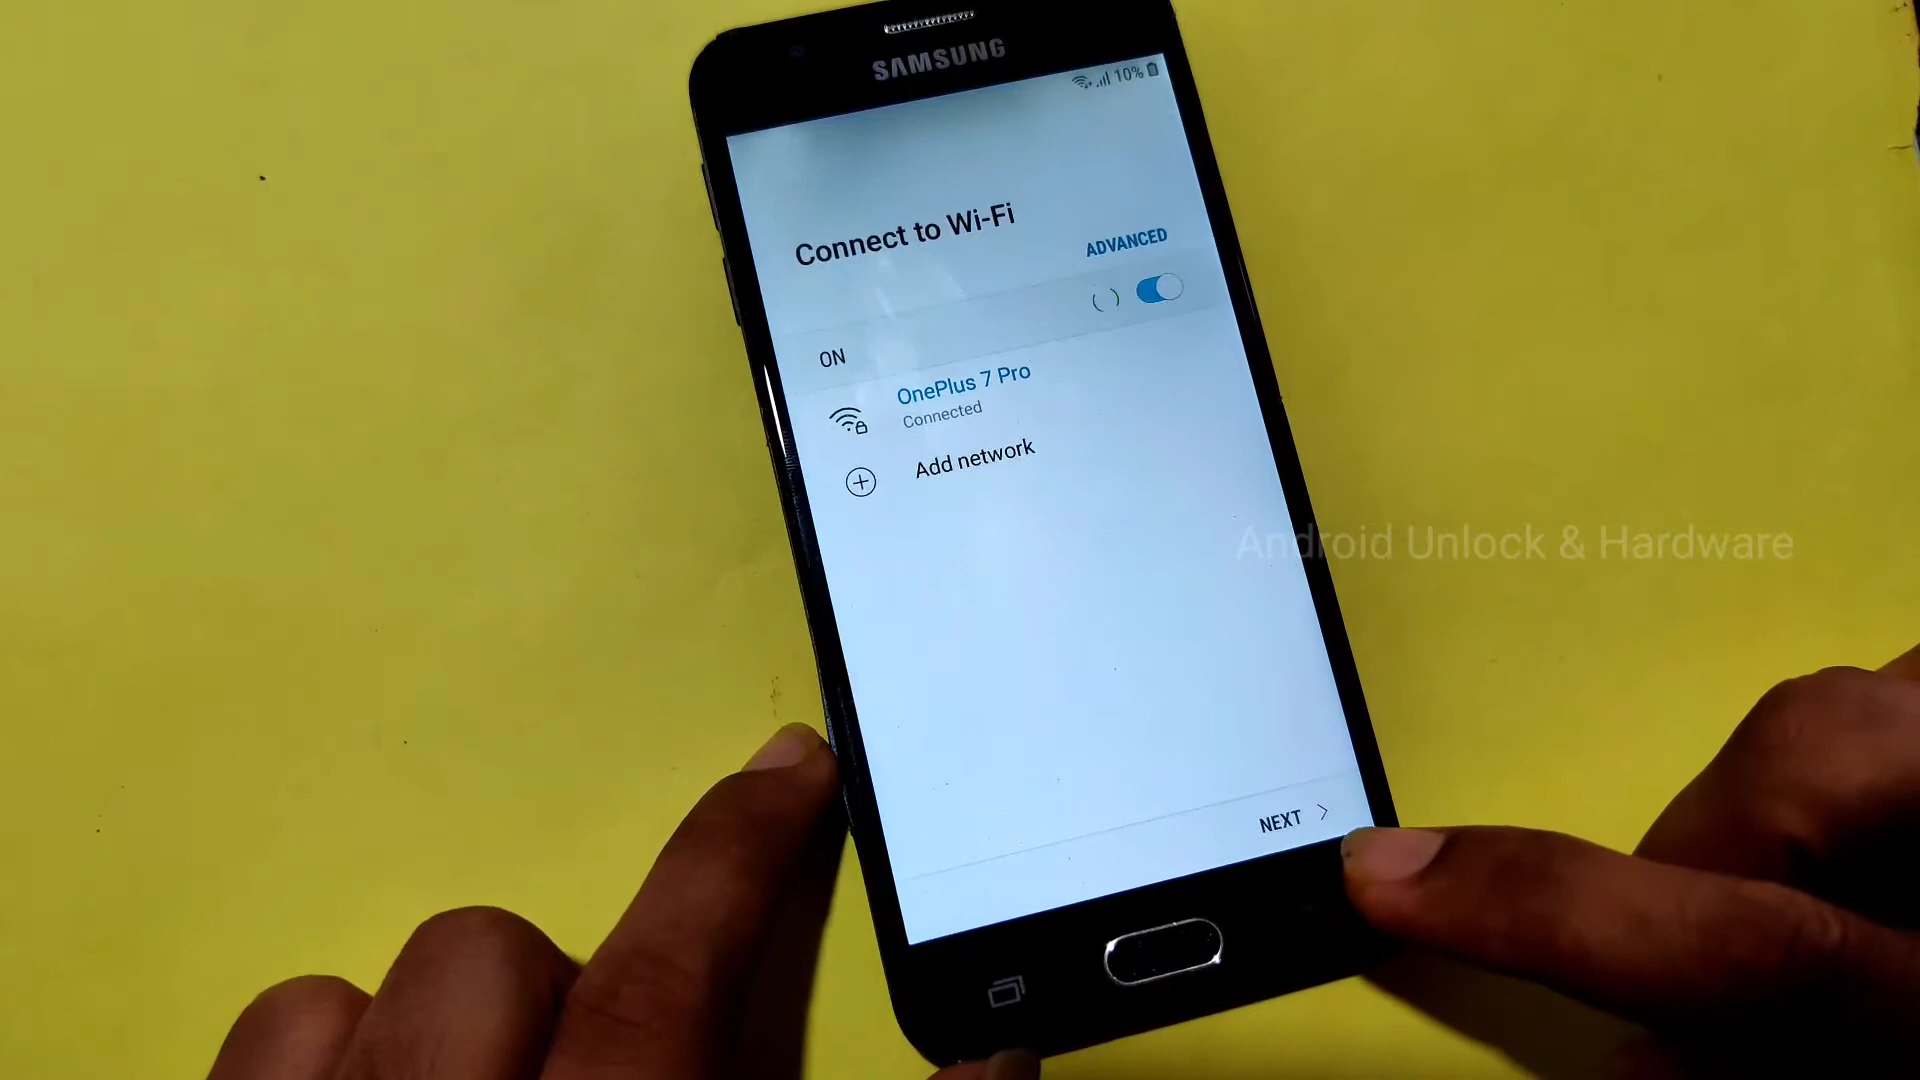 SAMSUNG
10%
Connect to Wi-Fi
ADVANCED
ON
OnePlus 7 Pro
Connected
Add network
Android Unlock & Hardware
NEXT